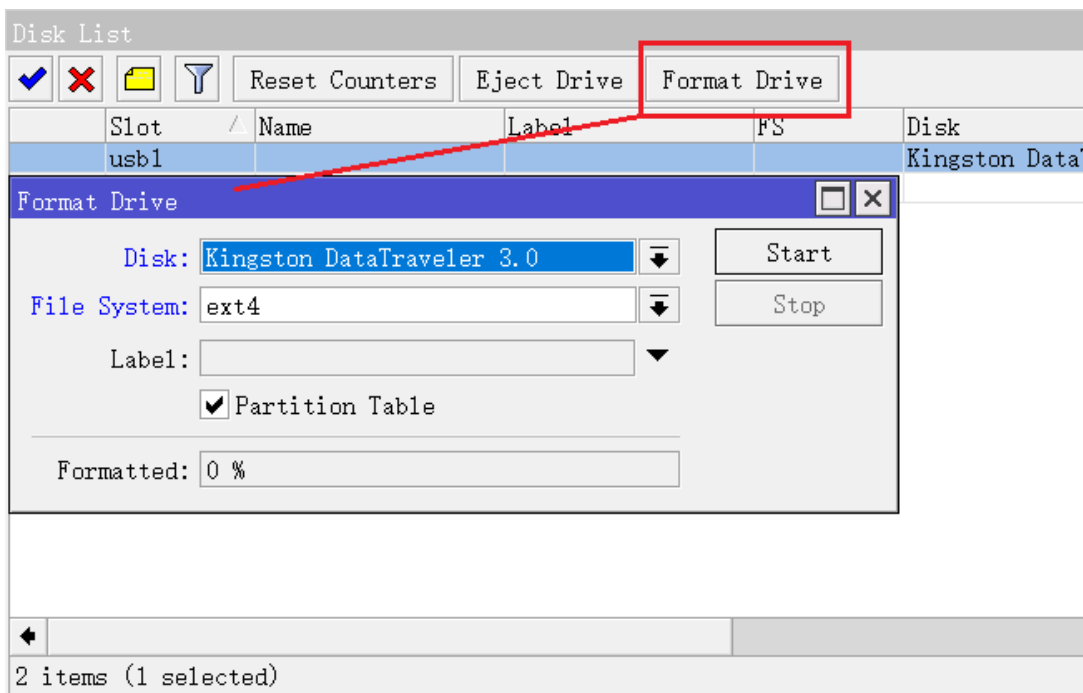 Disk List
Reset Counters Eject Drive Format Drive
Slot Name Label FS Disk
usb1 Kingston Data
Format Drive
Disk: Kingston DataTraveler 3.0 Start
File System: ext4 Stop
Label:
Partition Table
Formatted: 0 %
2 items (1 selected)